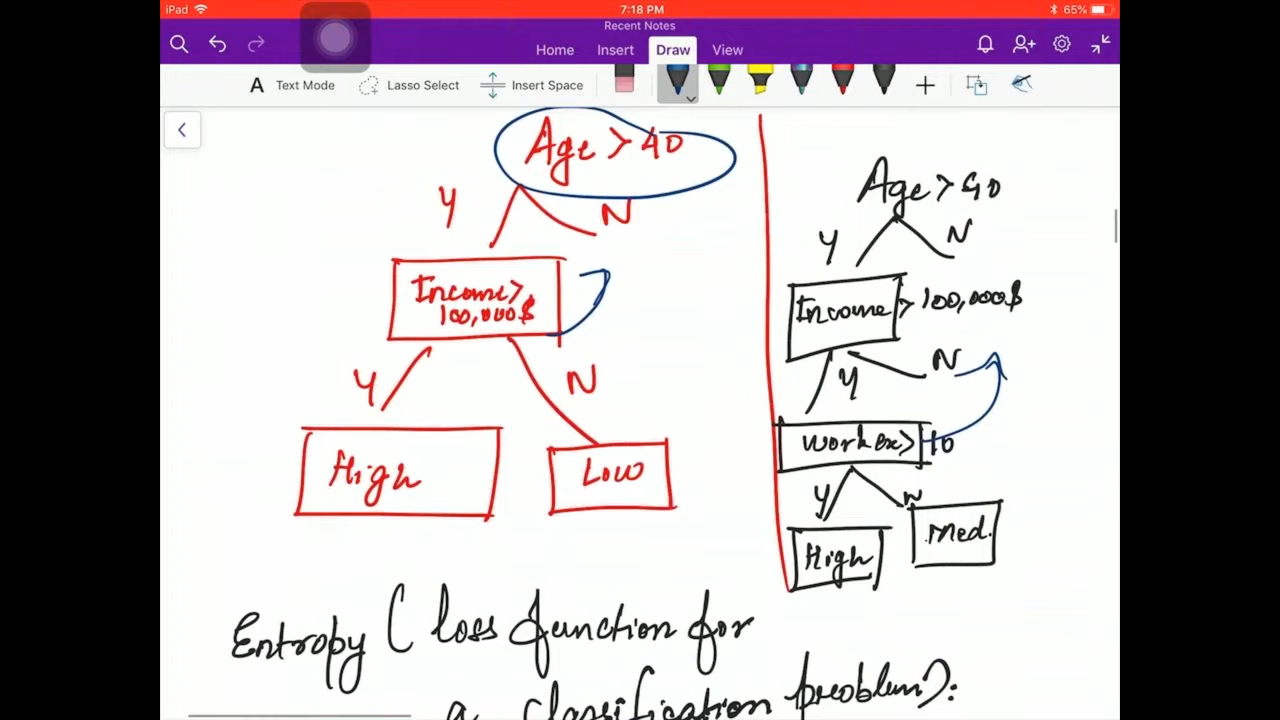 iPad 7:18 PM 65%
Recent Notes
Home Insert Draw View
A Text Mode Lasso Select Insert Space
Age > 40
Y N
Income >
100,000$
Y N
High Low
Age > 40
Y N
Income > 100,000$
Y N
Work ex > 10
Y N
High Med.
Entropy ( loss function for
a classification problem):